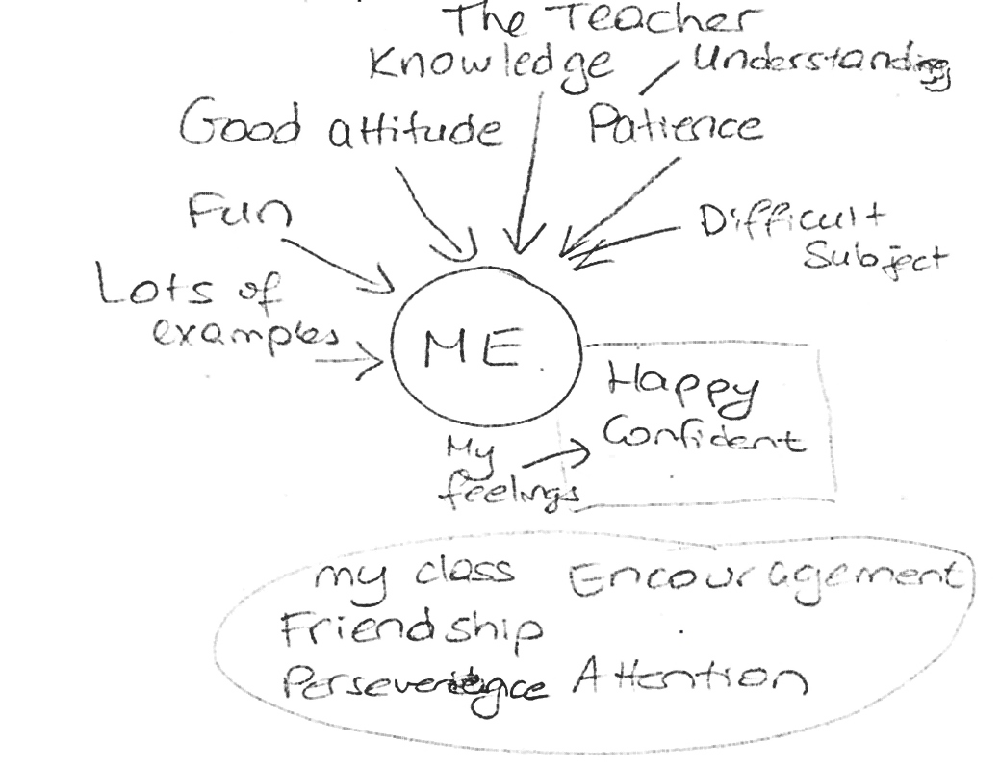 The Teacher
Knowledge
Understanding
Good attitude
Patience
Fun
Difficult
Subject
Lots of
examples
ME
Happy
Confident
My
feelings
my class Encouragement
Friendship
Attention